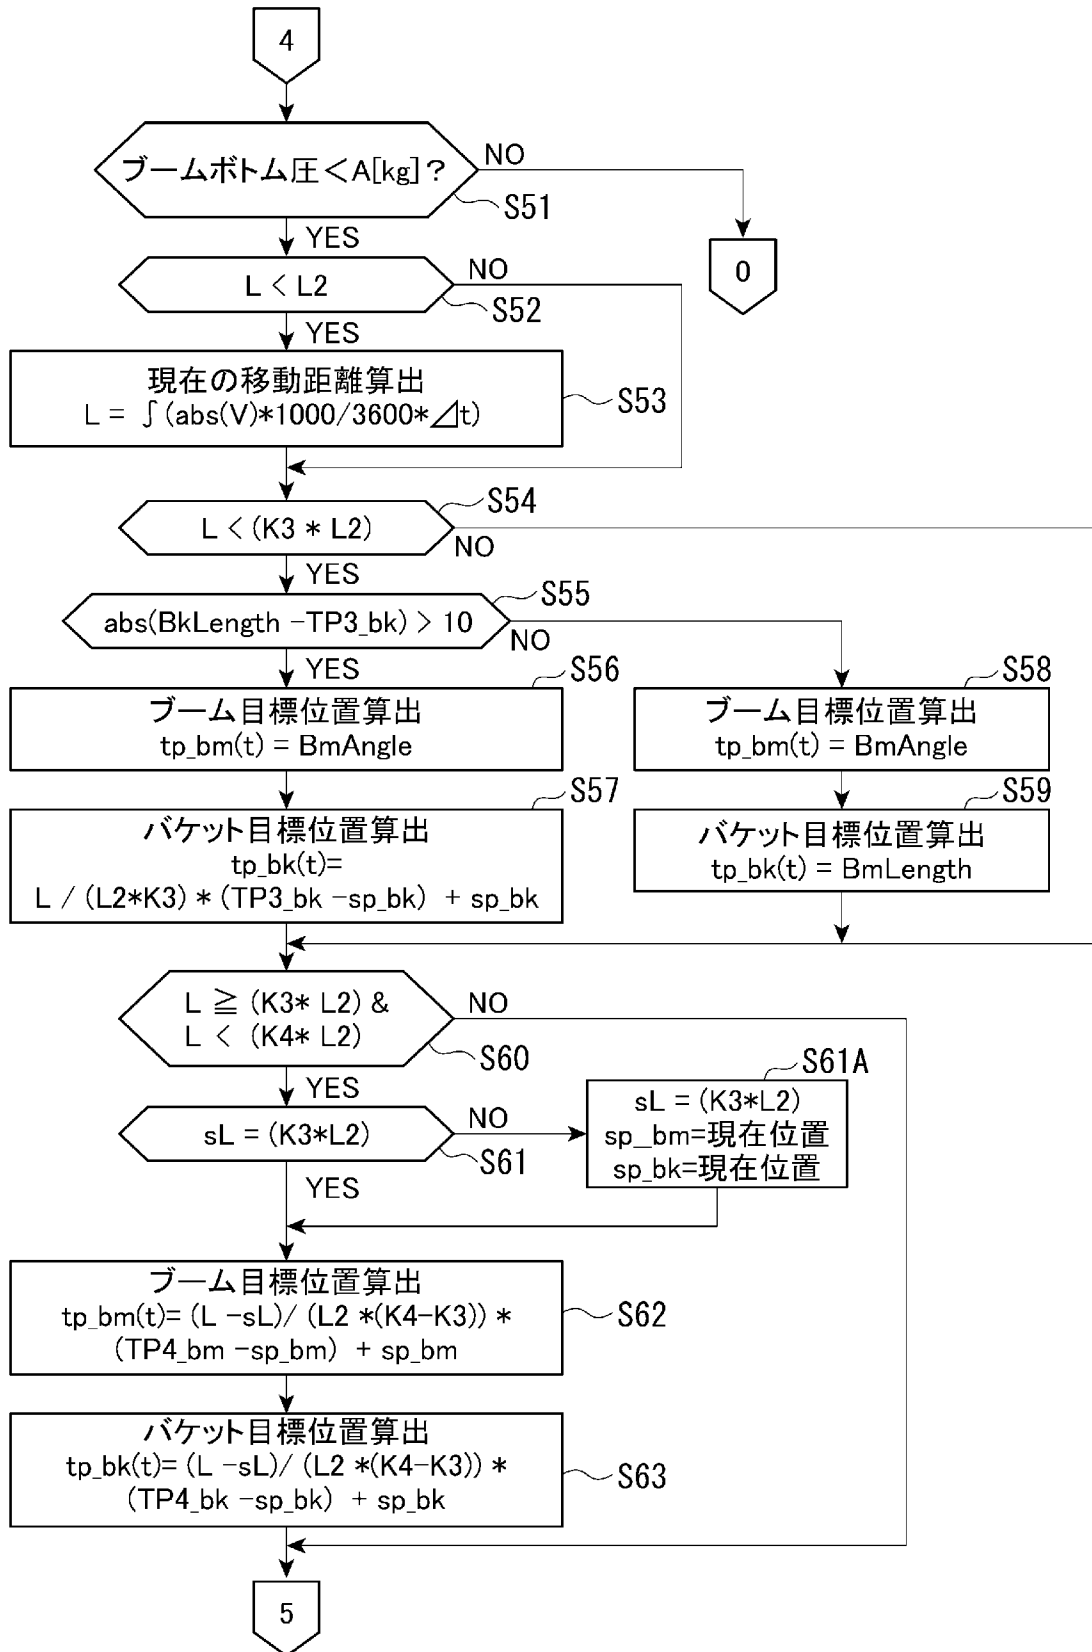 4
ブームボトム圧<A[kg]?
NO
S51
YES
0
L < L2
NO
S52
YES
現在の移動距離算出
L = ∫(abs(V)*1000/3600*⊿t)
S53
S54
L < (K3 * L2)
NO
YES
S55
abs(BkLength -TP3_bk) > 10
NO
YES
S56
ブーム目標位置算出
tp_bm(t) = BmAngle
S58
ブーム目標位置算出
tp_bm(t) = BmAngle
S57
バケット目標位置算出
tp_bk(t)=
L / (L2*K3) * (TP3_bk -sp_bk) + sp_bk
S59
バケット目標位置算出
tp_bk(t) = BmLength
L ≧ (K3* L2) &
L < (K4* L2)
NO
S60
YES
S61A
sL = (K3*L2)
sp_bm=現在位置
sp_bk=現在位置
sL = (K3*L2)
NO
S61
YES
ブーム目標位置算出
tp_bm(t)= (L -sL)/ (L2 *(K4-K3)) *
(TP4_bm -sp_bm) + sp_bm
S62
バケット目標位置算出
tp_bk(t)= (L -sL)/ (L2 *(K4-K3)) *
(TP4_bk -sp_bk) + sp_bk
S63
5